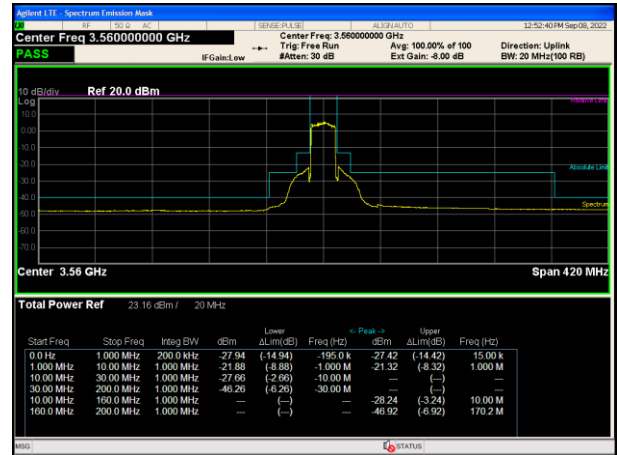 Agilent LTE - Spectrum Emission Mask
RF 50 Ω AC SENSE:PULSE ALIGNAUTO 12:52:40 PM Sep 08, 2022
Center Freq 3.560000000 GHz Center Freq: 3.560000000 GHz
Trig: Free Run Avg: 100.00% of 100 Direction: Uplink
PASS IFGain:Low #Atten: 30 dB Ext Gain: -8.00 dB BW: 20 MHz(100 RB)
10 dB/div Ref 20.0 dBm
Log
Relative Limit
10.0
0.00
-10.0
-20.0
Absolute Limit
-30.0
-40.0
Spectrum
-50.0
-60.0
-70.0
Center 3.56 GHz Span 420 MHz
Total Power Ref 23.16 dBm / 20 MHz
Lower <- Peak -> Upper
Start Freq Stop Freq Integ BW dBm ΔLim(dB) Freq (Hz) dBm ΔLim(dB) Freq (Hz)
0.0 Hz 1.000 MHz 200.0 kHz -27.94 (-14.94) -195.0 k -27.42 (-14.42) 15.00 k
1.000 MHz 10.00 MHz 1.000 MHz -21.88 (-8.88) -1.000 M -21.32 (-8.32) 1.000 M
10.00 MHz 30.00 MHz 1.000 MHz -27.66 (-2.66) -10.00 M --- (---)
30.00 MHz 200.0 MHz 1.000 MHz -46.26 (-6.26) -30.00 M --- (---)
10.00 MHz 160.0 MHz 1.000 MHz --- (---) --- -28.24 (-3.24) 10.00 M
160.0 MHz 200.0 MHz 1.000 MHz --- (---) --- -46.92 (-6.92) 170.2 M
MSG STATUS